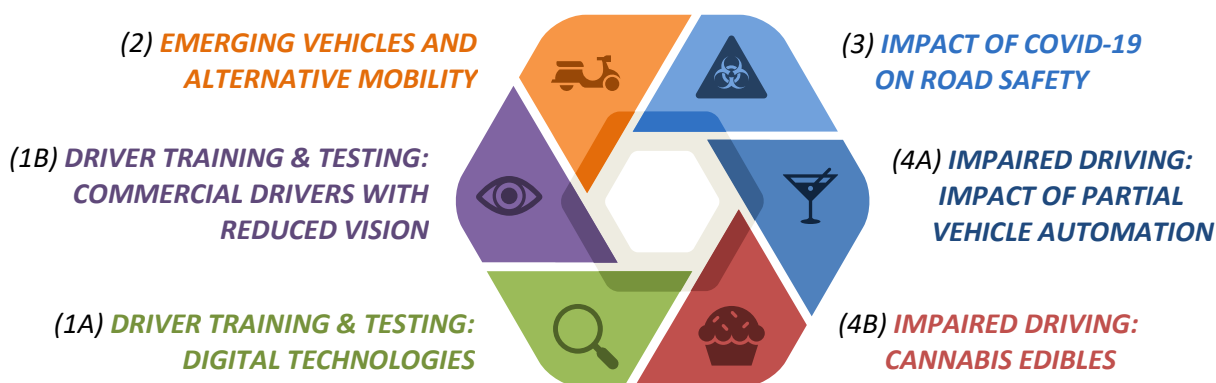 (2) EMERGING VEHICLES AND
ALTERNATIVE MOBILITY
(3) IMPACT OF COVID-19
ON ROAD SAFETY
(1B) DRIVER TRAINING & TESTING:
COMMERCIAL DRIVERS WITH
REDUCED VISION
(4A) IMPAIRED DRIVING:
IMPACT OF PARTIAL
VEHICLE AUTOMATION
(1A) DRIVER TRAINING & TESTING:
DIGITAL TECHNOLOGIES
(4B) IMPAIRED DRIVING:
CANNABIS EDIBLES